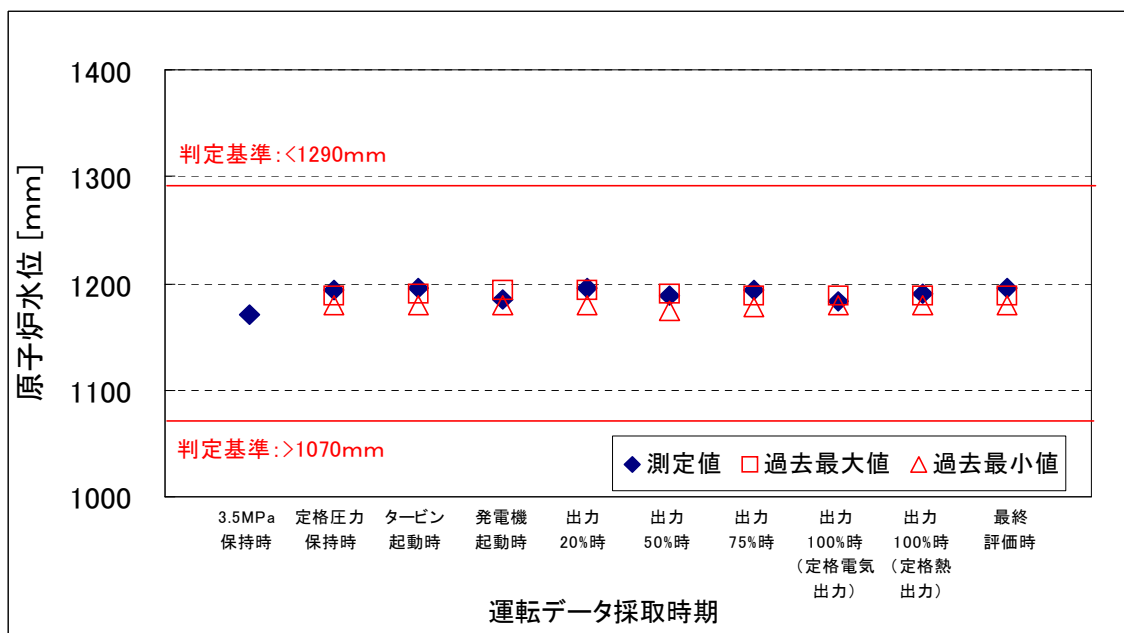 1400
判定基準:<1290mm
1300
1200
1100
判定基準:>1070mm
1000
原子炉水位 [mm]
◆ 測定値 □ 過去最大値 △ 過去最小値
3.5MPa
保持時
定格圧力
保持時
タービン
起動時
発電機
起動時
出力
20%時
出力
50%時
出力
75%時
出力
100%時
(定格電気
出力)
出力
100%時
(定格熱
出力)
最終
評価時
運転データ採取時期